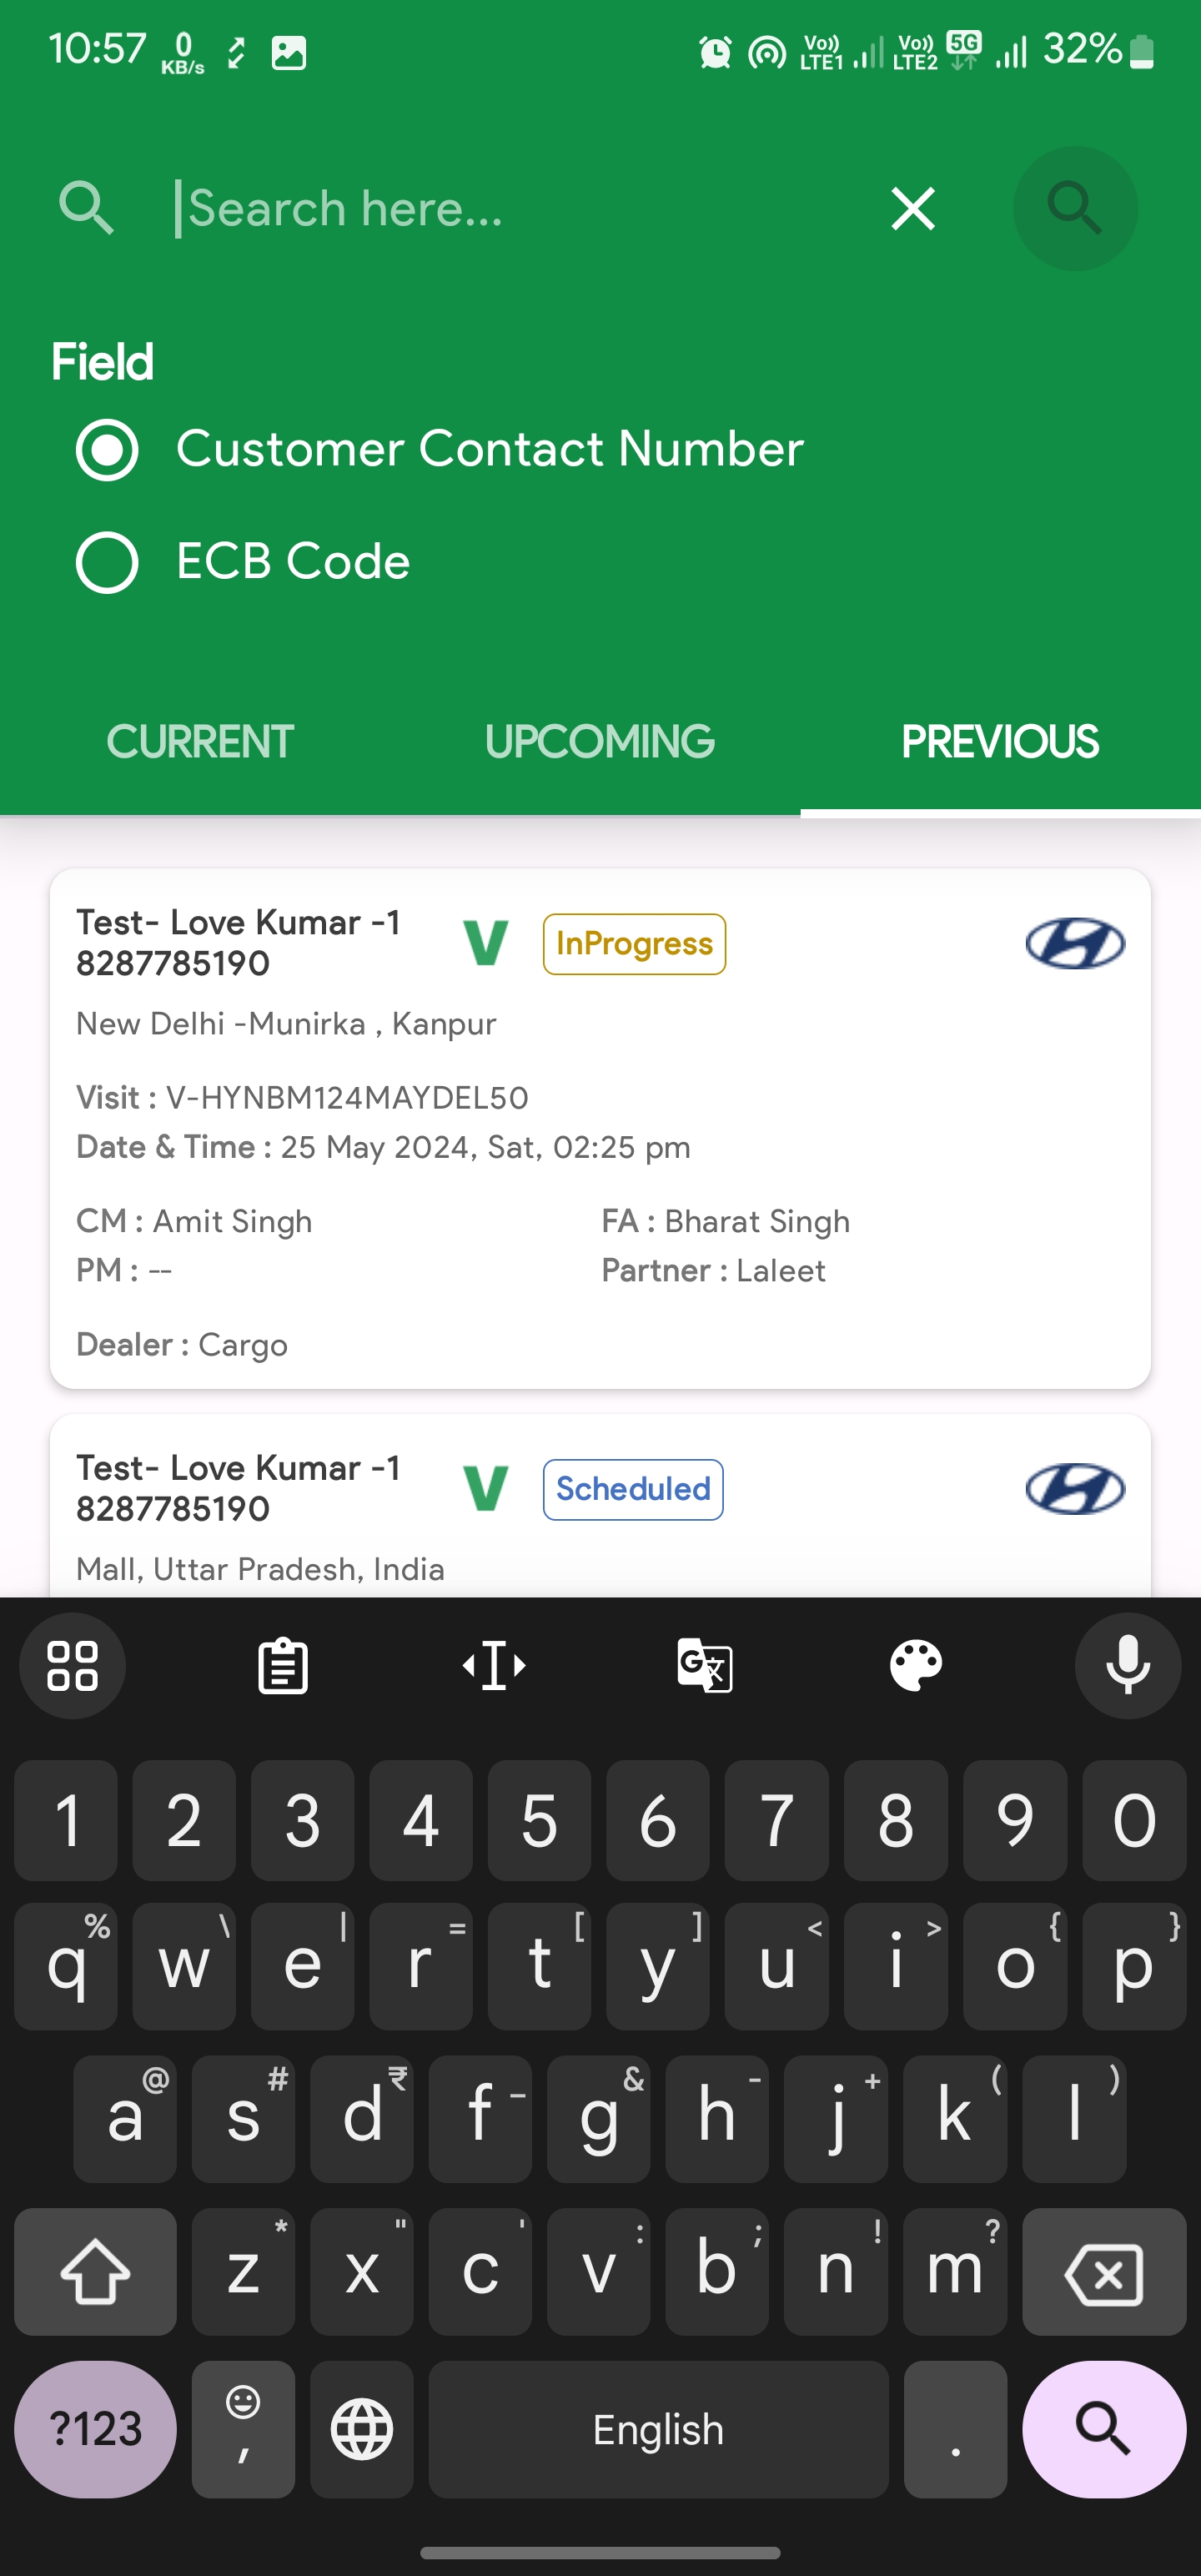 10:57 0 KB/s Vo)) LTE1 Vo)) LTE2 5G 32%
Search here...
Field
Customer Contact Number
ECB Code
CURRENT UPCOMING PREVIOUS
Test- Love Kumar -1 V InProgress
8287785190
New Delhi -Munirka , Kanpur
Visit : V-HYNBM124MAYDEL50
Date & Time : 25 May 2024, Sat, 02:25 pm
CM : Amit Singh FA : Bharat Singh
PM : -- Partner : Laleet
Dealer : Cargo
Test- Love Kumar -1 V Scheduled
8287785190
Mall, Uttar Pradesh, India
1 2 3 4 5 6 7 8 9 0
% \ | = [ ] < > { }
q w e r t y u i o p
@ # ₹ _ & - + ( )
a s d f g h j k l
* " ' : ; ! ?
z x c v b n m
?123 , English .